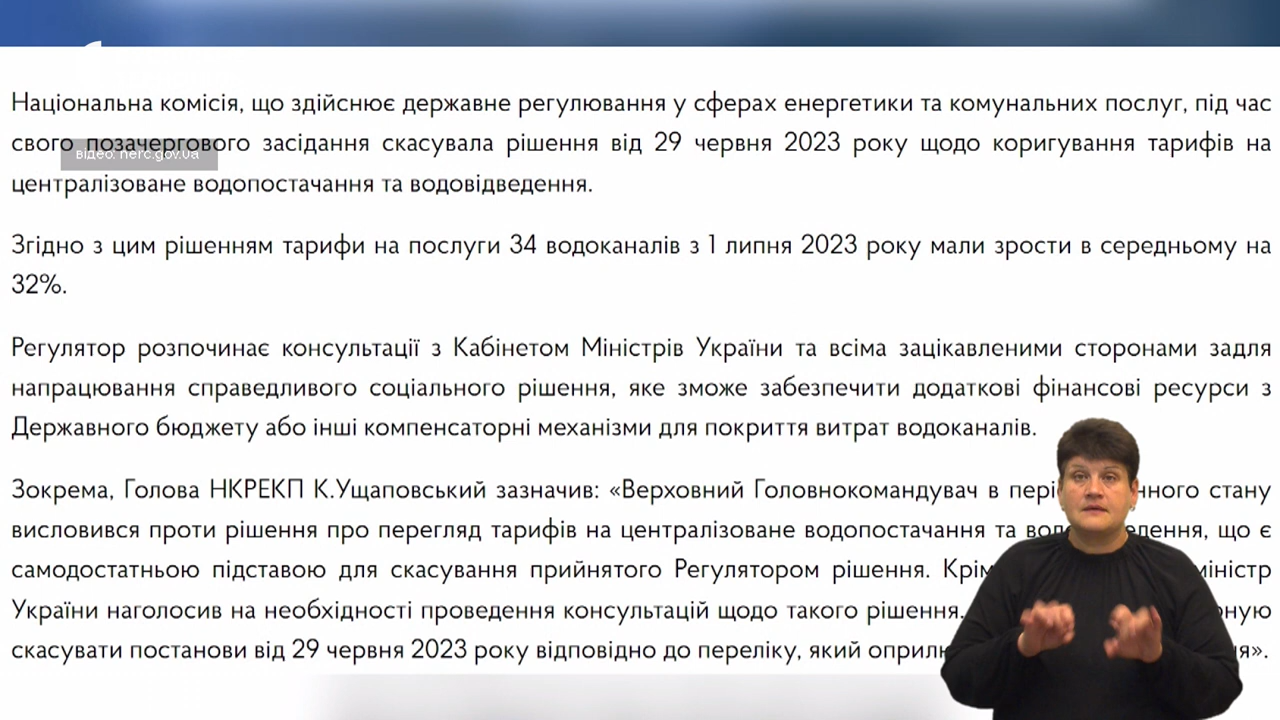 Національна комісія, що здійснює державне регулювання у сферах енергетики та комунальних послуг, під час
свого позачергового засідання скасувала рішення від 29 червня 2023 року щодо коригування тарифів на
відео: nerc.gov.ua
централізоване водопостачання та водовідведення.
Згідно з цим рішенням тарифи на послуги 34 водоканалів з 1 липня 2023 року мали зрости в середньому на
32%.
Регулятор розпочинає консультації з Кабінетом Міністрів України та всіма зацікавленими сторонами задля
напрацювання справедливого соціального рішення, яке зможе забезпечити додаткові фінансові ресурси з
Державного бюджету або інші компенсаторні механізми для покриття витрат водоканалів.
Зокрема, Голова НКРЕКП К.Ущаповський зазначив: «Верховний Головнокомандувач в стану
висловився проти рішення про перегляд тарифів на централізоване водопостачання та що є
самодостатньою підставою для скасування прийнятого Регулятором рішення.
України наголосив на необхідності проведення консультацій щодо такого рішення.
скасувати постанови від 29 червня 2023 року відповідно до переліку, який